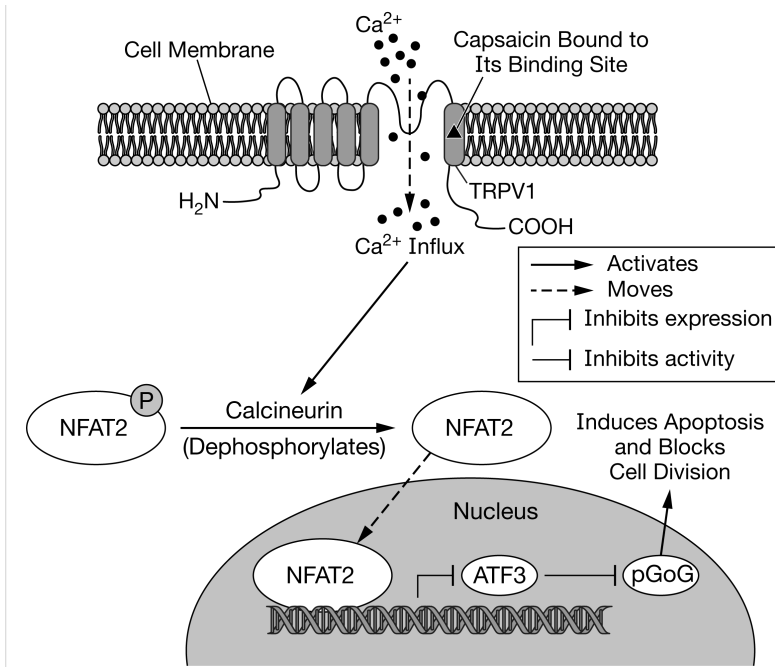 Ca²⁺
Cell Membrane
Capsaicin Bound to
Its Binding Site
H₂N
TRPV1
COOH
Ca²⁺ Influx
Activates
Moves
Inhibits expression
Inhibits activity
P
NFAT2
Calcineurin
(Dephosphorylates)
NFAT2
Induces Apoptosis
and Blocks
Cell Division
Nucleus
NFAT2
ATF3
pGoG